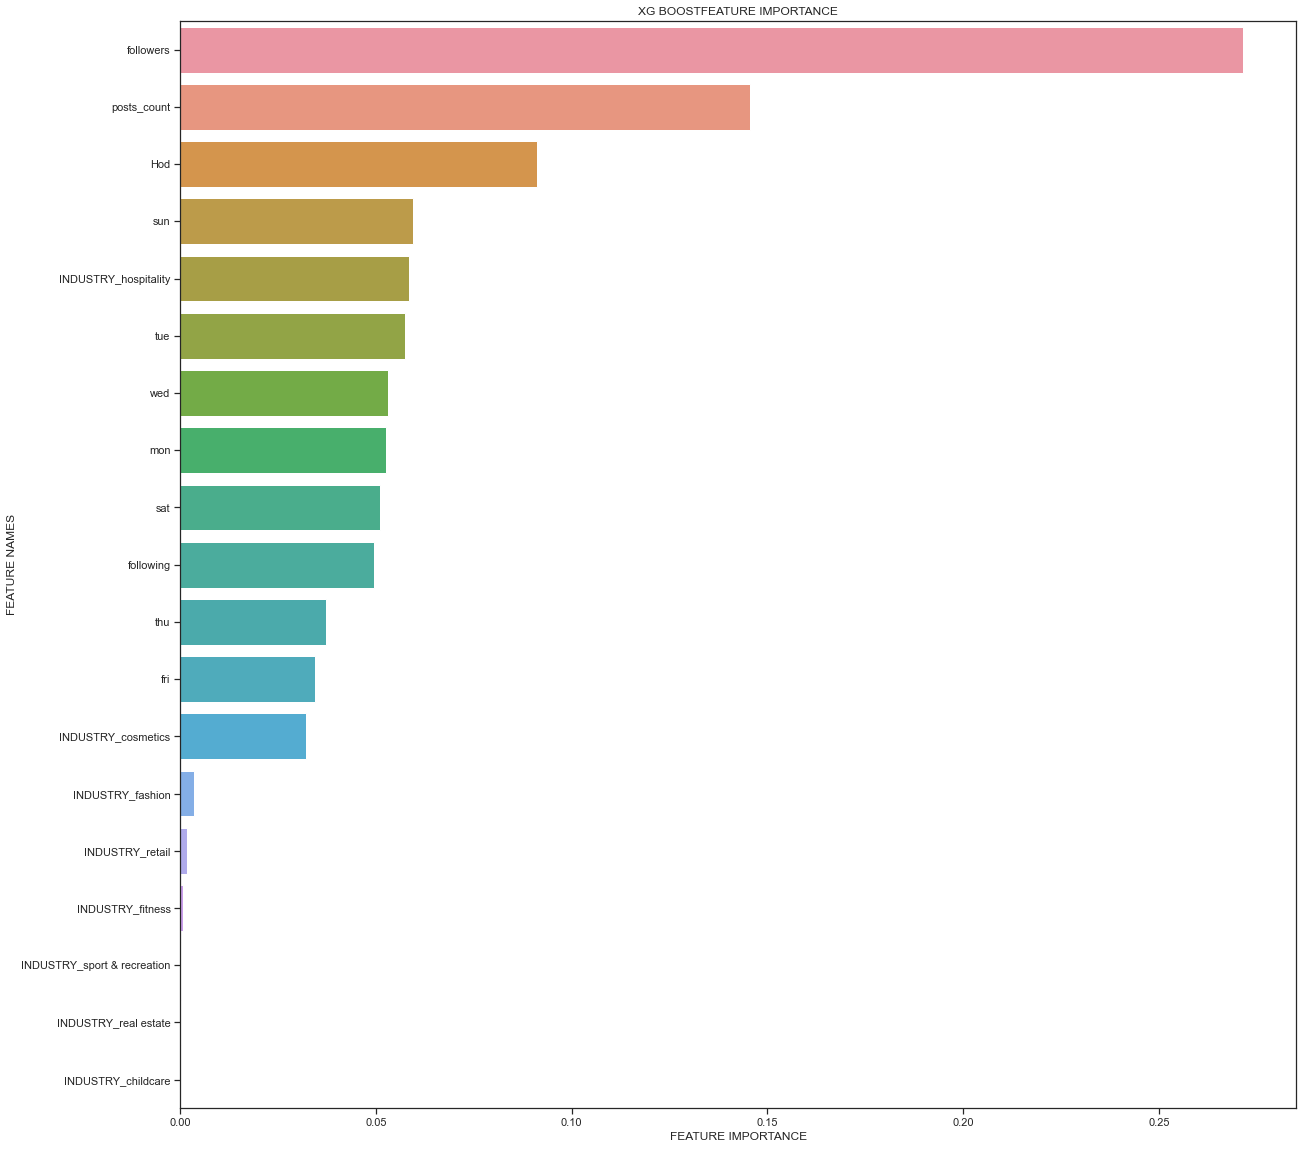 XG BOOSTFEATURE IMPORTANCE
followers
posts_count
Hod
sun
INDUSTRY_hospitality
tue
wed
mon
sat
following
thu
fri
INDUSTRY_cosmetics
INDUSTRY_fashion
INDUSTRY_retail
INDUSTRY_fitness
INDUSTRY_sport & recreation
INDUSTRY_real estate
INDUSTRY_childcare
FEATURE NAMES
0.00 0.05 0.10 0.15 0.20 0.25
FEATURE IMPORTANCE